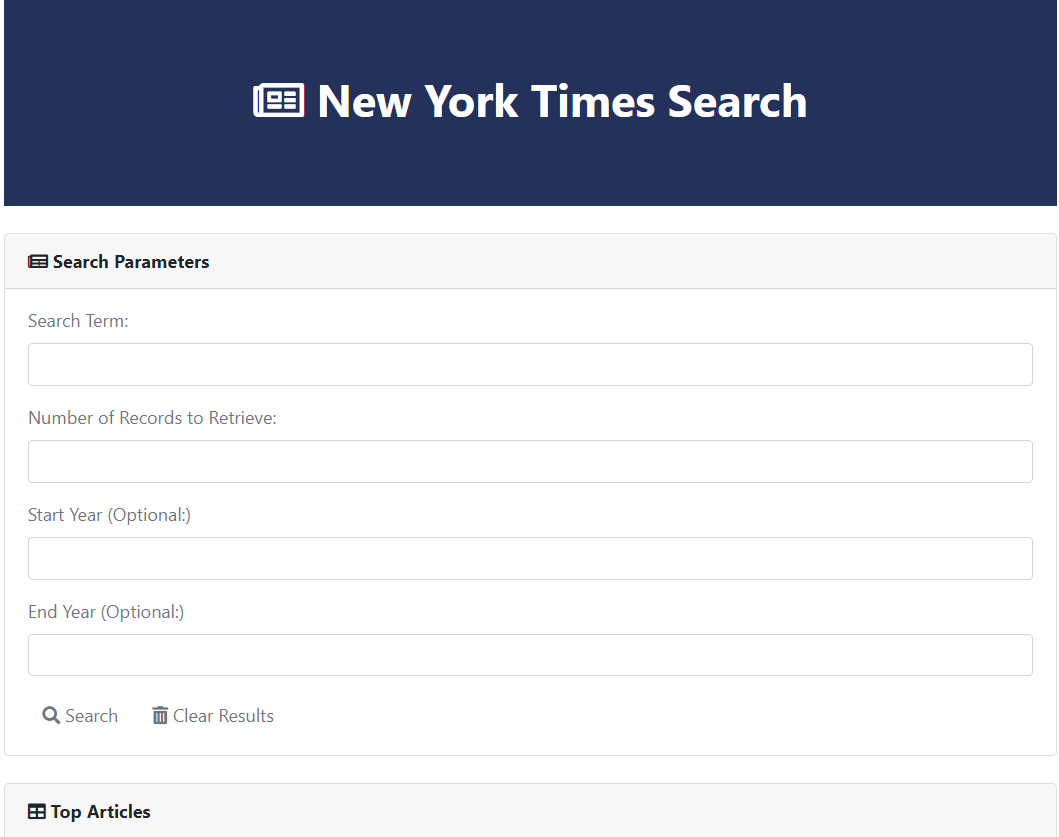 New York Times Search
Search Parameters
Search Term:
Number of Records to Retrieve:
Start Year (Optional:)
End Year (Optional:)
Search Clear Results
Top Articles